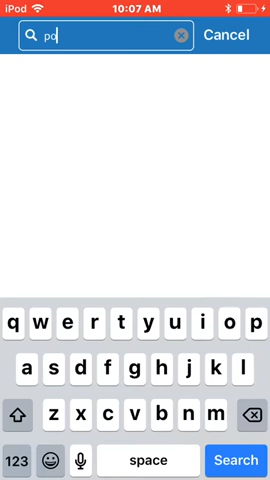 iPod 10:07 AM
po Cancel
q w e r t y u i o p
a s d f g h j k l
z x c v b n m
123 space Search